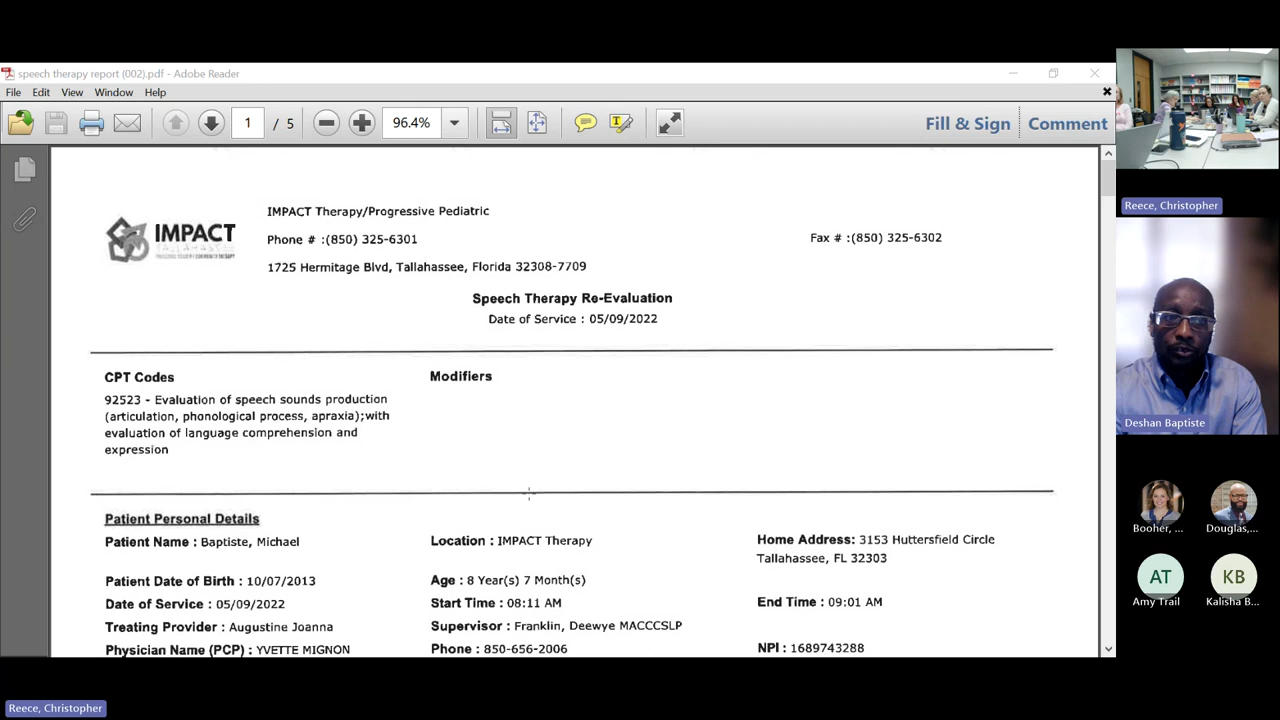 speech therapy report (002).pdf - Adobe Reader
File Edit View Window Help
1 / 5 96.4% Fill & Sign Comment
IMPACT
IMPACT Therapy/Progressive Pediatric
Phone # :(850) 325-6301 Fax # :(850) 325-6302
1725 Hermitage Blvd, Tallahassee, Florida 32308-7709
Speech Therapy Re-Evaluation
Date of Service : 05/09/2022
CPT Codes Modifiers
92523 - Evaluation of speech sounds production
(articulation, phonological process, apraxia);with
evaluation of language comprehension and
expression
Patient Personal Details
Patient Name : Baptiste, Michael Location : IMPACT Therapy Home Address: 3153 Huttersfield Circle
Tallahassee, FL 32303
Patient Date of Birth : 10/07/2013 Age : 8 Year(s) 7 Month(s)
Date of Service : 05/09/2022 Start Time : 08:11 AM End Time : 09:01 AM
Treating Provider : Augustine Joanna Supervisor : Franklin, Deewye MACCCSLP
Physician Name (PCP) : YVETTE MIGNON Phone : 850-656-2006 NPI : 1689743288
Reece, Christopher
Deshan Baptiste
Booher, ... Douglas,...
AT KB
Amy Trail Kalisha B...
Reece, Christopher